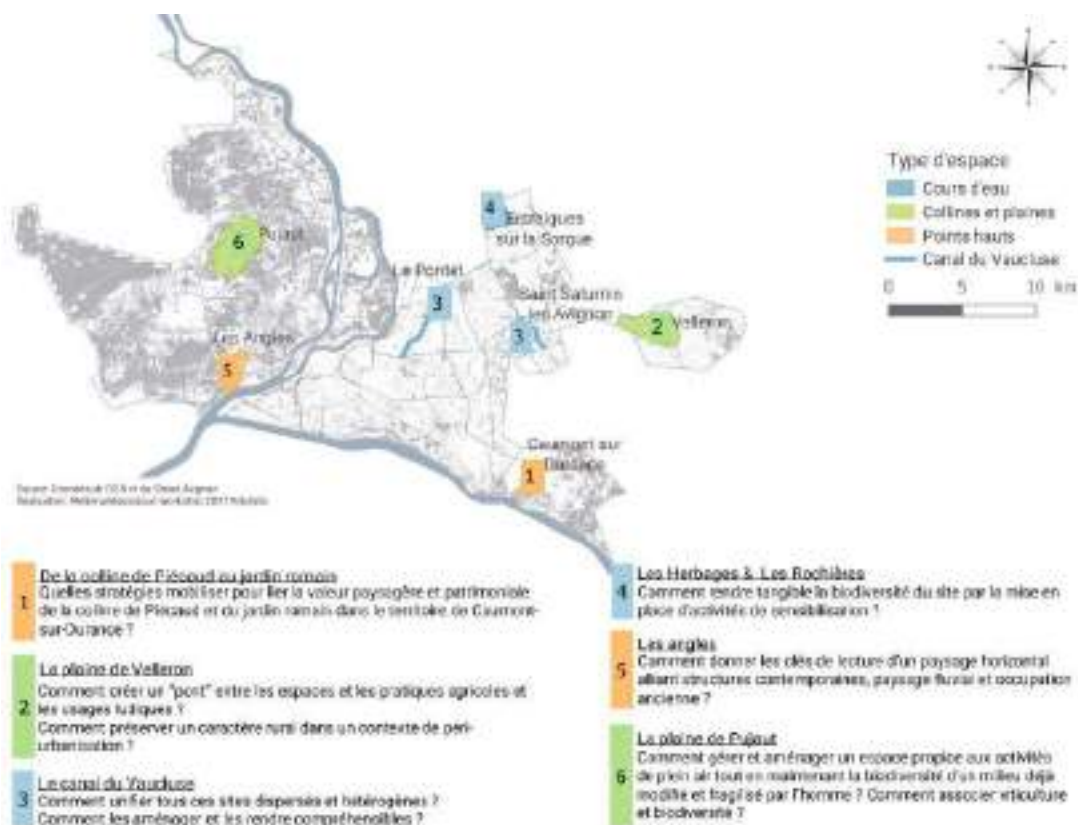 Type d'espace
Cours d'eau
Collines et plaines
Points hauts
Canal du Vaucluse
0 5 10 km
4
Entraigues
sur la Sorgue
6
Pujaut
Le Pontet
3
Saint Saturnin
les Avignon
3
2
Velleron
Les Angles
5
Caumont sur
Durance
1
1
De la colline de Piécaud au jardin romain
Quelles stratégies mobiliser pour lier la valeur paysagère et patrimoniale
de la colline de Piécaud et du jardin romain dans le territoire de Caumont-
sur-Durance ?
2
La plaine de Velleron
Comment créer un "pont" entre les espaces et les pratiques agricoles et
les usages ludiques ?
Comment préserver un caractère rural dans un contexte de péri-
urbanisation ?
3
Le canal du Vaucluse
Comment unifier tous ces sites dispersés et hétérogènes ?
Comment les aménager et les rendre compréhensibles ?
4
Les Herbages & Les Rochières
Comment rendre tangible la biodiversité du site par la mise en
place d'activités de sensibilisation ?
5
Les angles
Comment donner les clés de lecture d'un paysage horizontal
alliant structures contemporaines, paysage fluvial et occupation
ancienne ?
6
La plaine de Pujaut
Comment gérer et aménager un espace propice aux activités
de plein air tout en maintenant la biodiversité d'un milieu déjà
modifié et fragilisé par l'homme ? Comment associer viticulture
et biodiversité ?